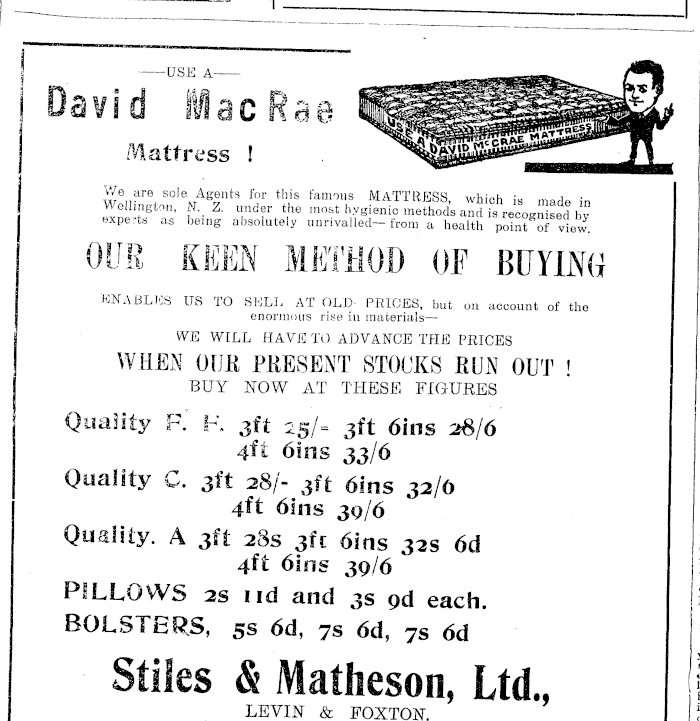 —USE A—
David MacRae
USE A DAVID McCRAE MATTRESS
Mattress !
We are sole Agents for this famous MATTRESS, which is made in
Wellington, N. Z. under the most hygienic methods and is recognised by
experts as being absolutely unrivalled—from a health point of view.
OUR KEEN METHOD OF BUYING
ENABLES US TO SELL AT OLD PRICES, but on account of the
enormous rise in materials—
WE WILL HAVE TO ADVANCE THE PRICES
WHEN OUR PRESENT STOCKS RUN OUT !
BUY NOW AT THESE FIGURES
Quality F. F. 3ft 25/- 3ft 6ins 28/6
4ft 6ins 33/6
Quality C. 3ft 28/- 3ft 6ins 32/6
4ft 6ins 39/6
Quality. A 3ft 28s 3ft 6ins 32s 6d
4ft 6ins 39/6
PILLOWS 2s 11d and 3s 9d each.
BOLSTERS, 5s 6d, 7s 6d, 7s 6d
Stiles & Matheson, Ltd.,
LEVIN & FOXTON.